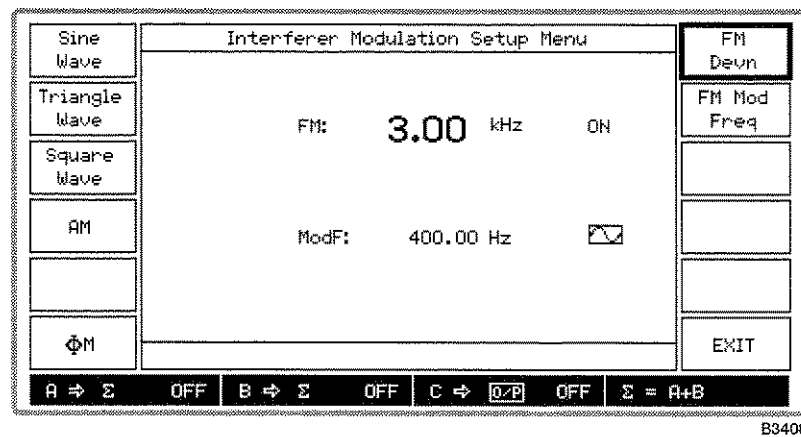 Interferer Modulation Setup Menu
Sine
Wave
Triangle
Wave
Square
Wave
AM
ΦM
FM: 3.00 kHz ON
ModF: 400.00 Hz
FM
Devn
FM Mod
Freq
EXIT
A ⇒ Σ OFF B ⇒ Σ OFF C ⇒ O/P OFF Σ = A+B
B3408